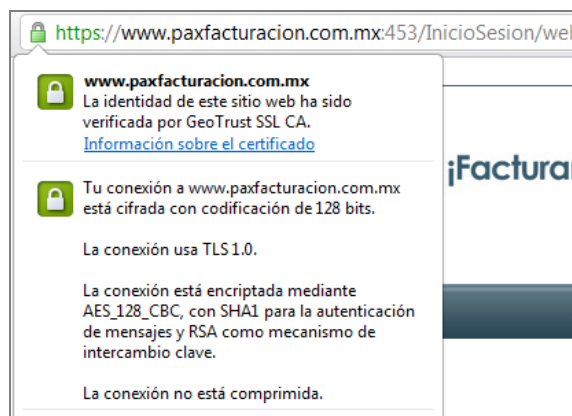 https://www.paxfacturacion.com.mx:453/InicioSesion/we
www.paxfacturacion.com.mx
La identidad de este sitio web ha sido
verificada por GeoTrust SSL CA.
Información sobre el certificado
¡Factura
Tu conexión a www.paxfacturacion.com.mx
está cifrada con codificación de 128 bits.
La conexión usa TLS 1.0.
La conexión está encriptada mediante
AES_128_CBC, con SHA1 para la autenticación
de mensajes y RSA como mecanismo de
intercambio clave.
La conexión no está comprimida.